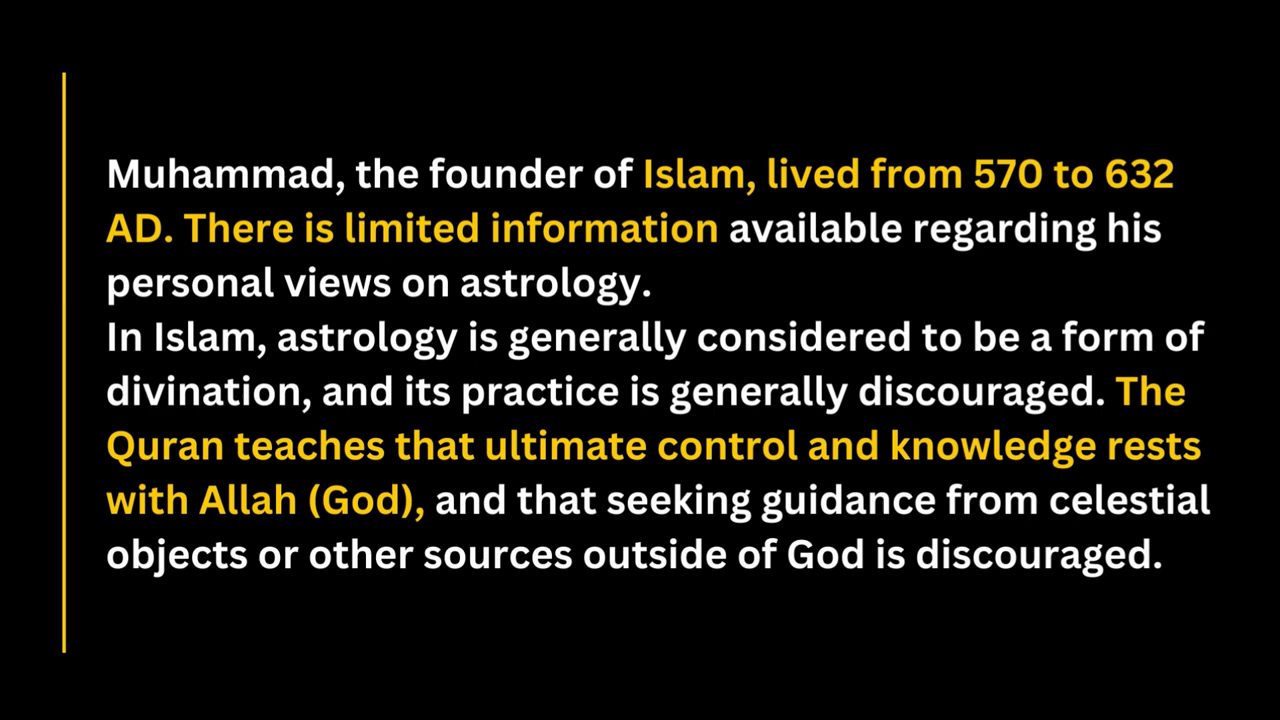 Muhammad, the founder of Islam, lived from 570 to 632
AD. There is limited information available regarding his
personal views on astrology.
In Islam, astrology is generally considered to be a form of
divination, and its practice is generally discouraged. The
Quran teaches that ultimate control and knowledge rests
with Allah (God), and that seeking guidance from celestial
objects or other sources outside of God is discouraged.